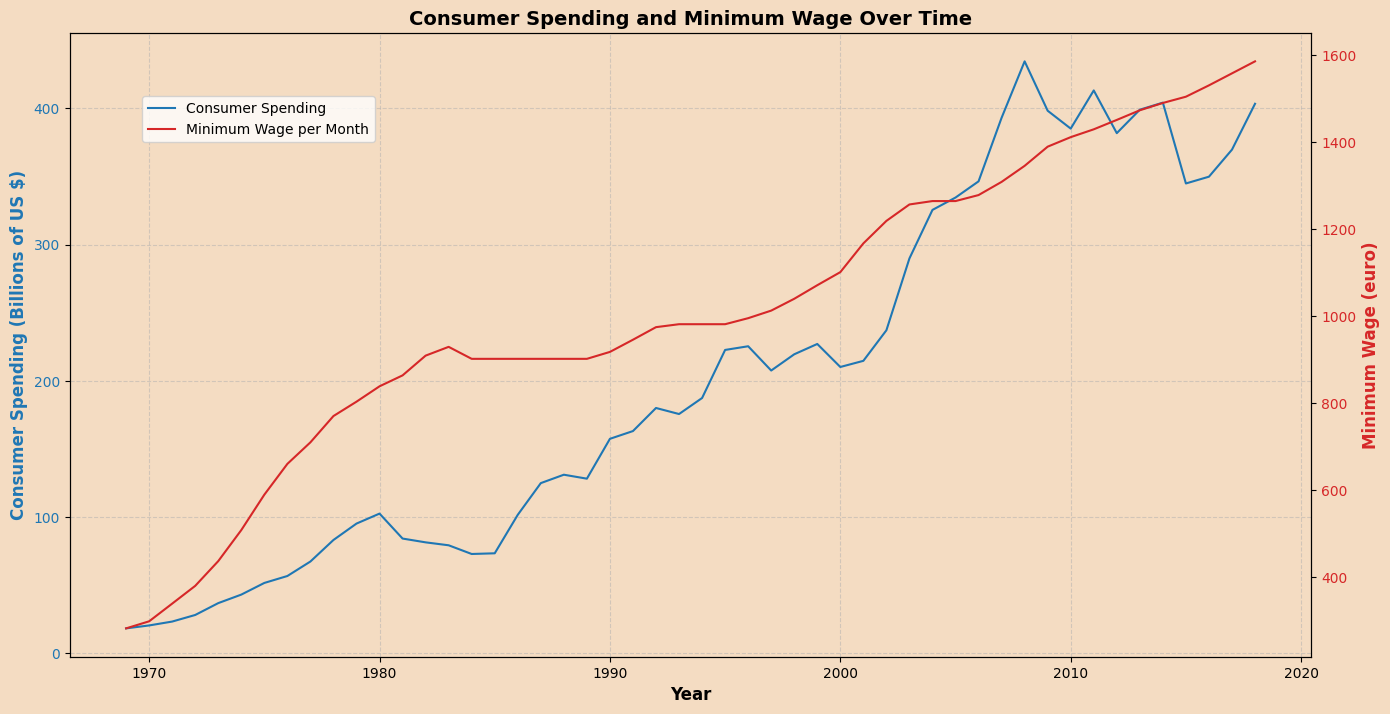 Consumer Spending and Minimum Wage Over Time
Consumer Spending
Minimum Wage per Month
Consumer Spending (Billions of US $)
400
300
200
100
0
1600
1400
1200
1000
800
600
400
Minimum Wage (euro)
1970 1980 1990 2000 2010 2020
Year